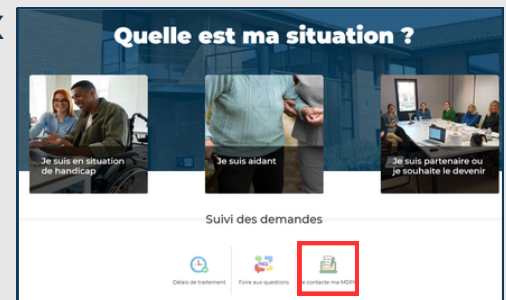 Quelle est ma situation ?
Je suis en situation
de handicap
Je suis aidant
Je suis partenaire ou
je souhaite le devenir
Suivi des demandes
FAQ
Délais de traitement
Foire aux questions
Je contacte ma MDPH